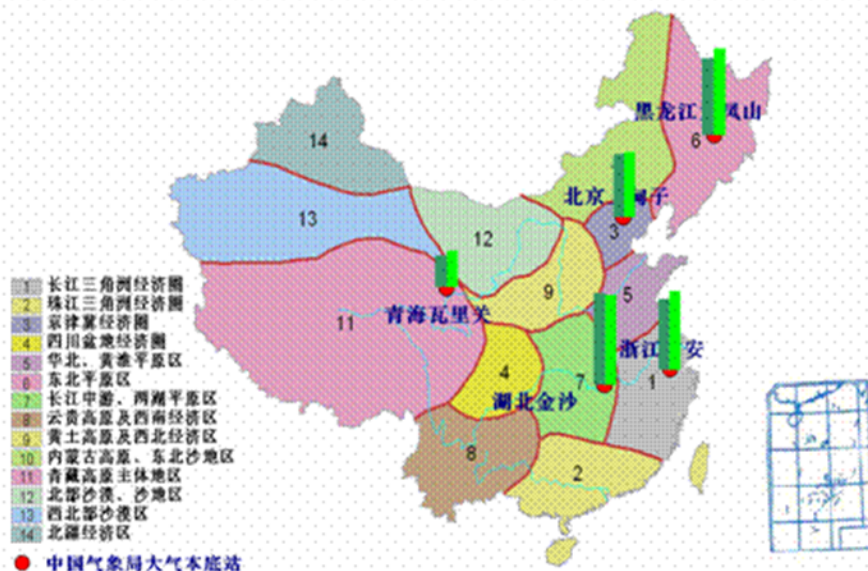 14
13
12
11
黑龙江 凤山
6
北京
3
青海瓦里关
9
5
浙江 安
4
7
1
湖北金沙
8
2
1 长江三角洲经济圈
2 珠江三角洲经济圈
3 京津冀经济圈
4 四川盆地经济圈
5 华北、黄淮平原区
6 东北平原区
7 长江中游、两湖平原区
8 云贵高原及西南经济区
9 黄土高原及西北经济区
10 内蒙古高原、东北沙地区
11 青藏高原主体地区
12 北部沙漠、沙地区
13 西北部沙漠区
14 北疆经济区
中国气象局大气本底站